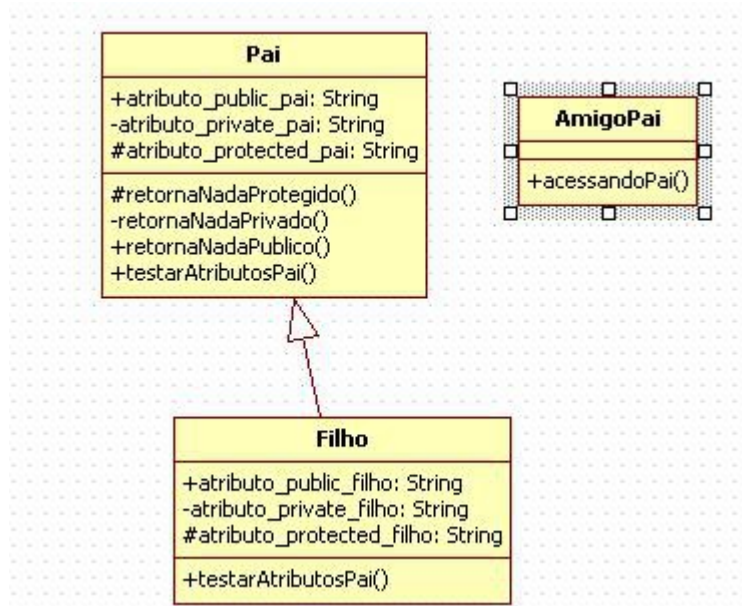 Pai
+atributo_public_pai: String
-atributo_private_pai: String
#atributo_protected_pai: String
#retornaNadaProtegido()
-retornaNadaPrivado()
+retornaNadaPublico()
+testarAtributosPai()
AmigoPai
+acessandoPai()
Filho
+atributo_public_filho: String
-atributo_private_filho: String
#atributo_protected_filho: String
+testarAtributosPai()